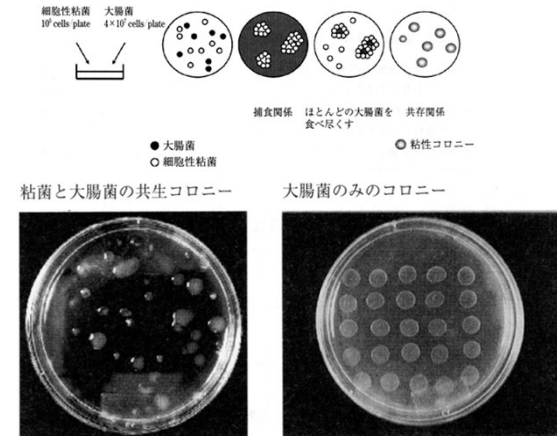 細胞性粘菌
10⁵ cells/plate
大腸菌
4×10⁷ cells/plate
捕食関係
ほとんどの大腸菌を
食べ尽くす
共存関係
● 大腸菌
○ 細胞性粘菌
粘性コロニー
粘菌と大腸菌の共生コロニー
大腸菌のみのコロニー